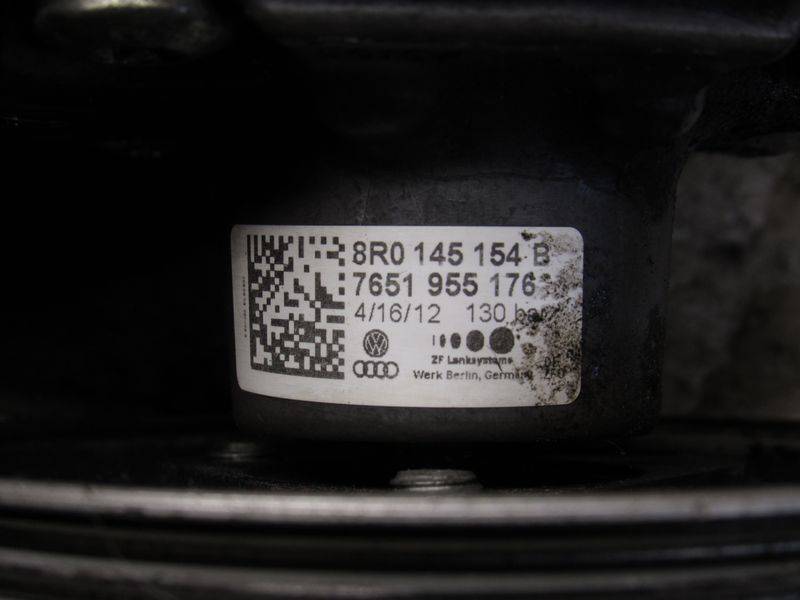 8R0 145 154 B
7651 955 176
4/16/12 130 bar
ZF Lenksysteme
Werk Berlin, Germany